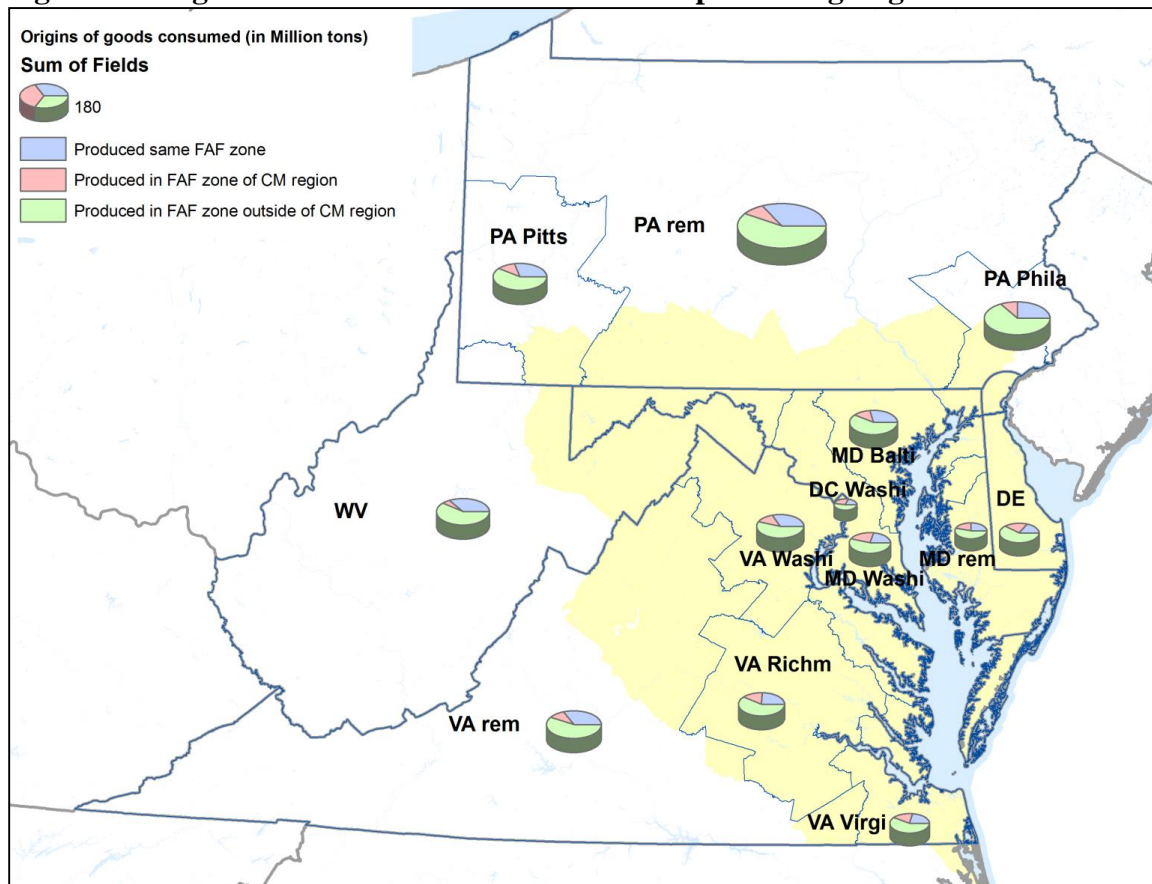 Origins of goods consumed (in Million tons)
Sum of Fields
180
Produced same FAF zone
Produced in FAF zone of CM region
Produced in FAF zone outside of CM region
PA rem
PA Pitts
PA Phila
MD Balti
DC Washi
WV
DE
VA Washi
MD rem
MD Washi
VA Richm
VA rem
VA Virgi